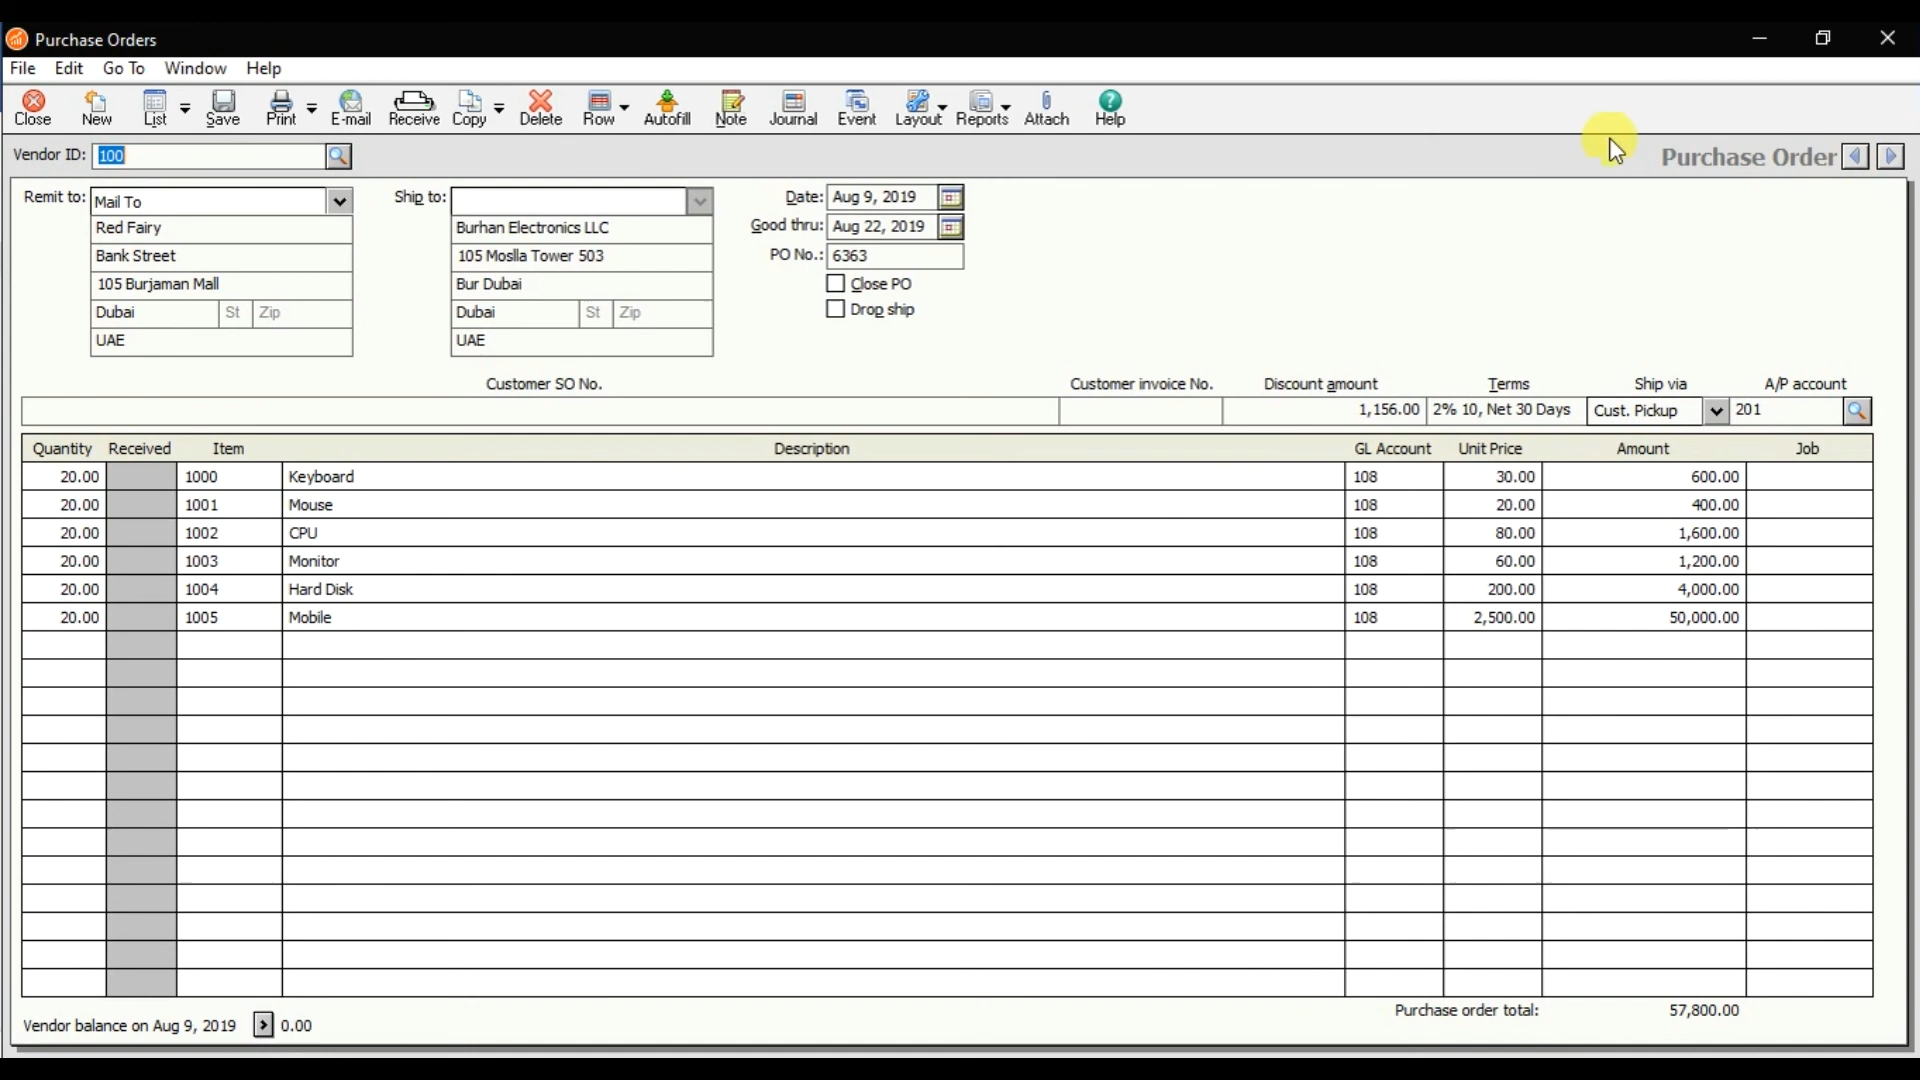 Purchase Orders
File Edit Go To Window Help
Close New List Save Print E-mail Receive Copy Delete Row Autofill Note Journal Event Layout Reports Attach Help
Vendor ID: 100 Purchase Order
Remit to: Mail To Ship to: Date: Aug 9, 2019
Red Fairy Burhan Electronics LLC Good thru: Aug 22, 2019
Bank Street 105 Moslla Tower 503 PO No.: 6363
105 Burjaman Mall Bur Dubai Close PO
Dubai St Zip Dubai St Zip Drop ship
UAE UAE
Customer SO No. Customer invoice No. Discount amount Terms Ship via A/P account
1,156.00 2% 10, Net 30 Days Cust. Pickup 201
Quantity Received Item Description GL Account Unit Price Amount Job
20.00 1000 Keyboard 108 30.00 600.00
20.00 1001 Mouse 108 20.00 400.00
20.00 1002 CPU 108 80.00 1,600.00
20.00 1003 Monitor 108 60.00 1,200.00
20.00 1004 Hard Disk 108 200.00 4,000.00
20.00 1005 Mobile 108 2,500.00 50,000.00
Purchase order total: 57,800.00
Vendor balance on Aug 9, 2019 0.00